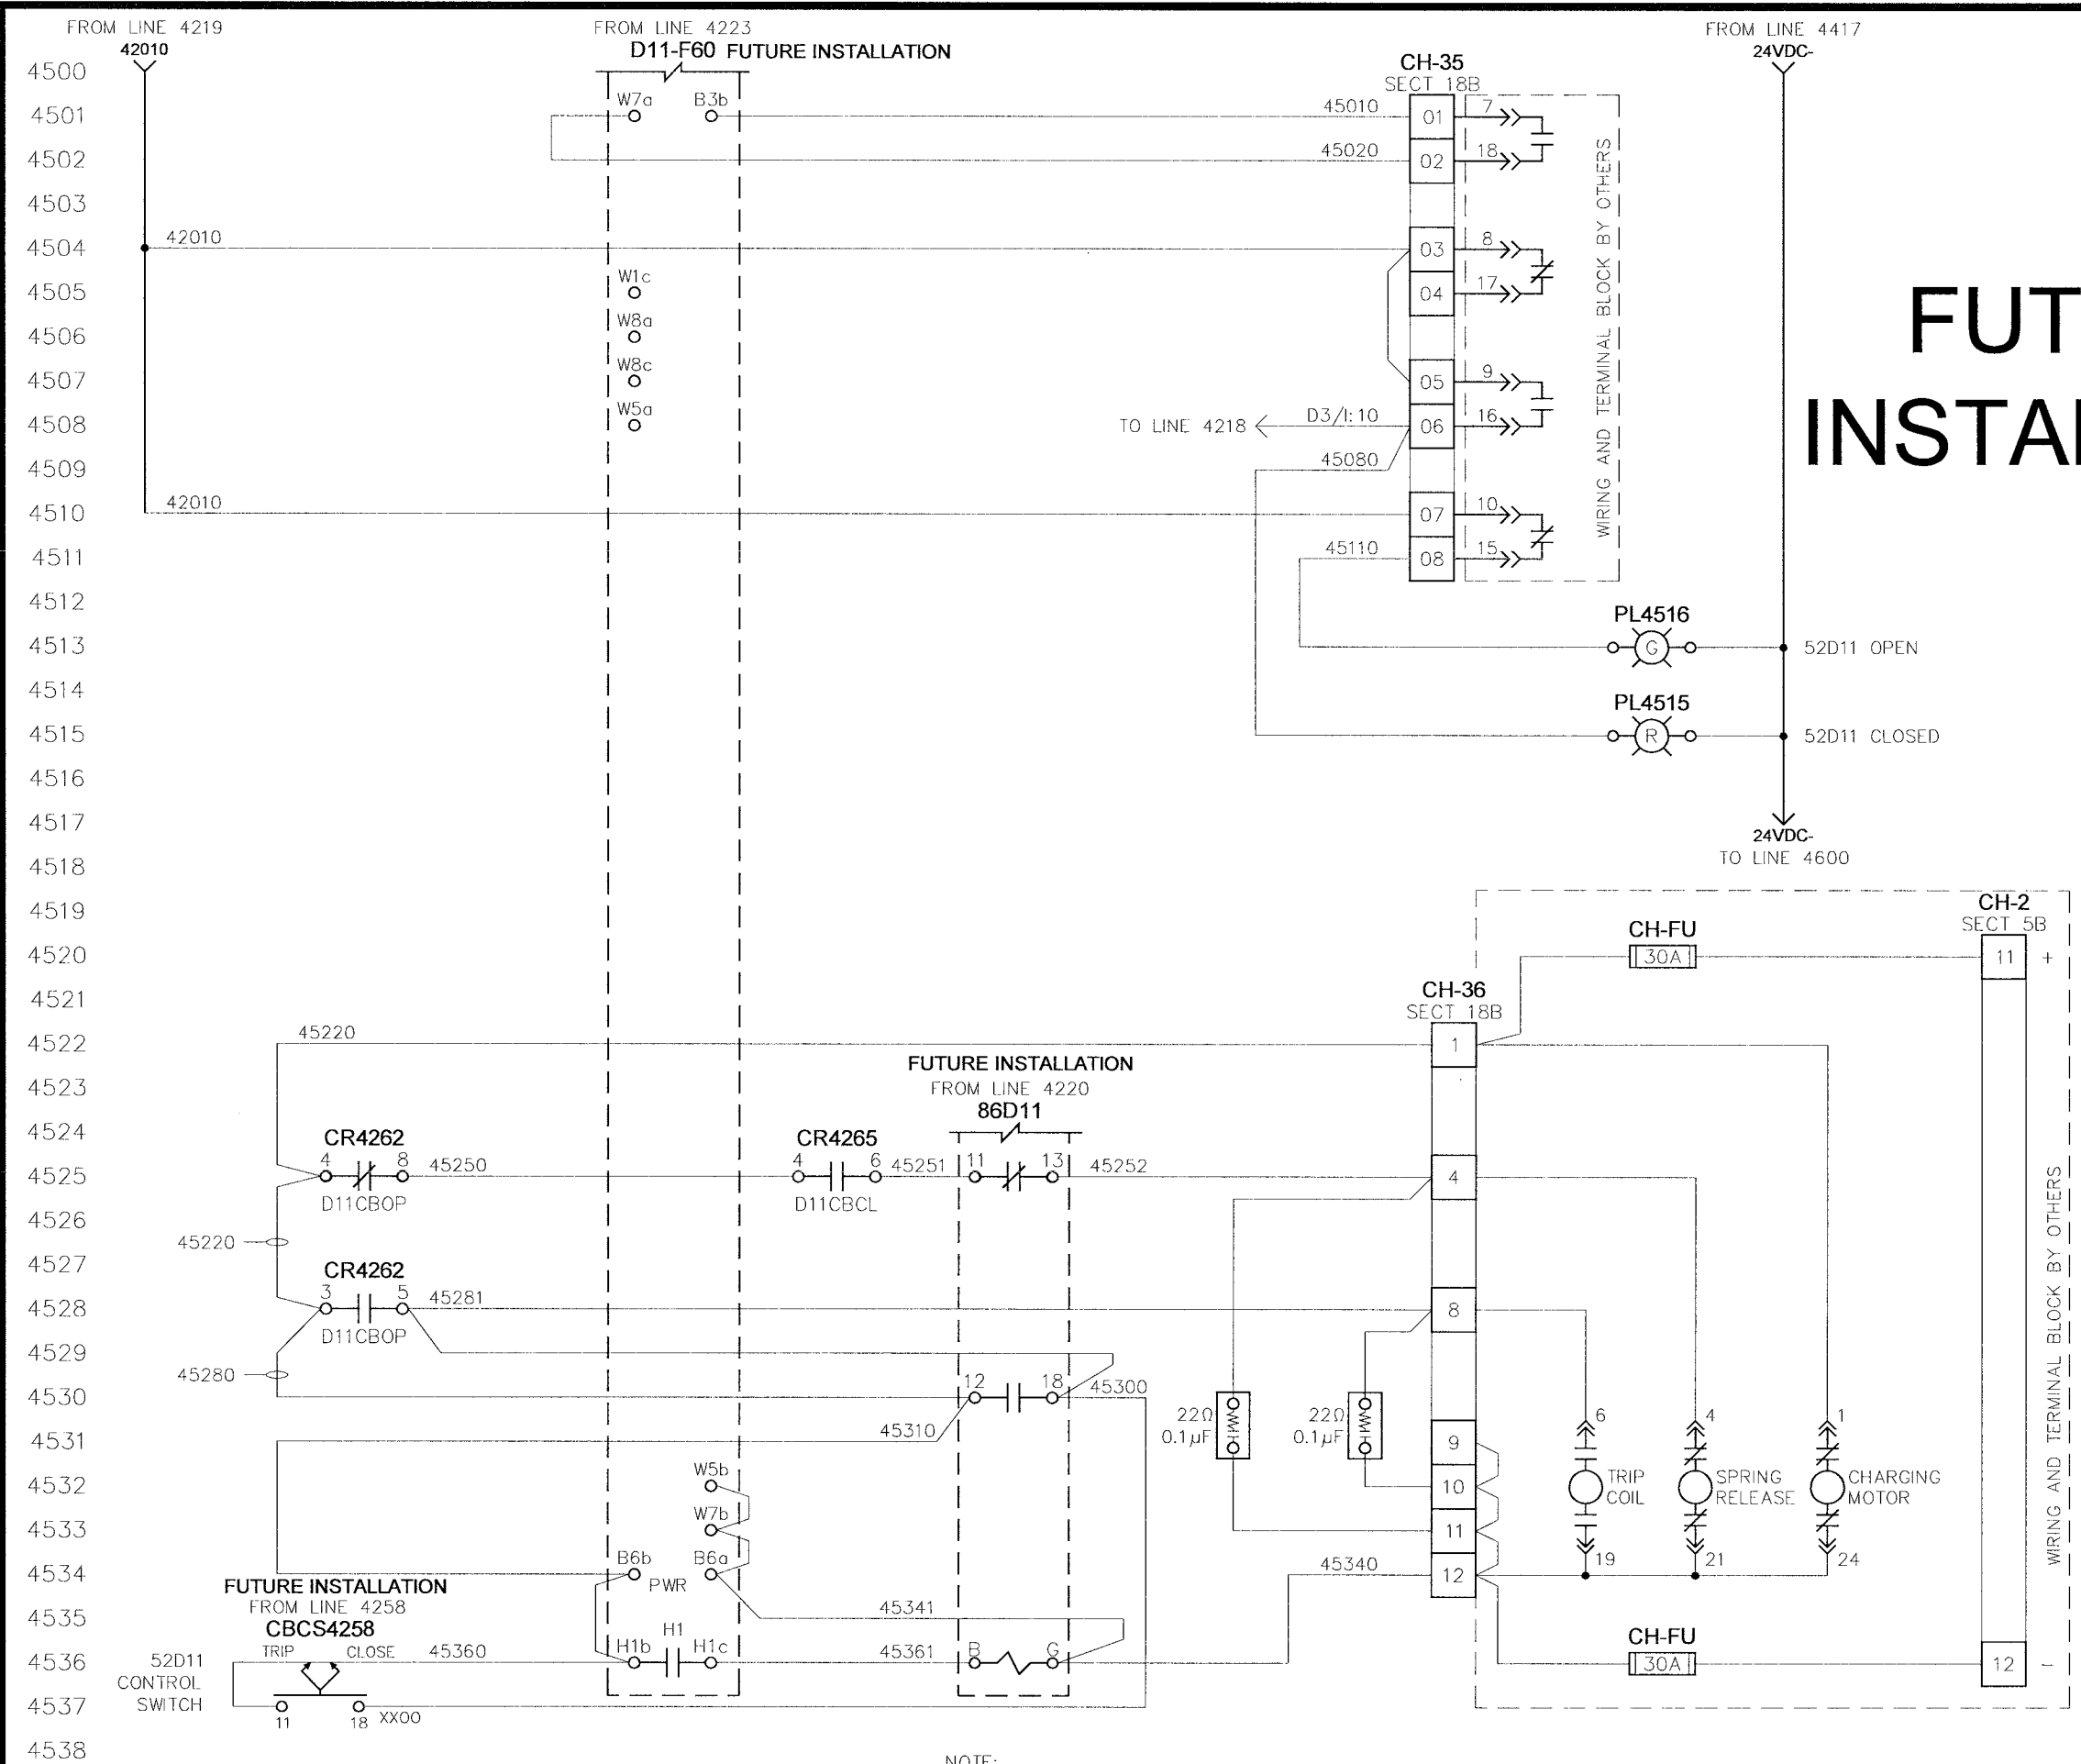 FROM LINE 4219
42010
FROM LINE 4223
D11-F60 FUTURE INSTALLATION
FROM LINE 4417
24VDC-
CH-35
SECT 18B
4500
4501 W7a B3b 45010 01 7
4502 45020 02 18
4503
4504 42010 03 8
4505 W1c 04 17
4506 W8a
4507 W8c 05 9
4508 W5a TO LINE 4218 D3/I:10 06 16
4509 45080
4510 42010 07 10
4511 45110 08 15
WIRING AND TERMINAL BLOCK BY OTHERS
FUT
INSTAL
4512
PL4516
4513 G 52D11 OPEN
4514
PL4515
4515 R 52D11 CLOSED
4516
4517
24VDC-
TO LINE 4600
4518
4519
CH-2
SECT 5B
CH-FU
4520 30A 11 +
4521
CH-36
SECT 18B
4522 45220 1
4523
FUTURE INSTALLATION
FROM LINE 4220
86D11
4524
CR4262 CR4265
4525 4 8 45250 4 6 45251 11 13 45252 4
D11CBOP D11CBCL
4526
45220
4527
CR4262
4528 3 5 45281 8
D11CBOP
4529
45280
4530 12 18 45300
22Ω
0.1µF
22Ω
0.1µF
6 4 1
4531 45310 9
4532 W5b 10
TRIP
COIL
SPRING
RELEASE
CHARGING
MOTOR
4533 W7b 11
4534 B6b PWR B6a 45340 12 19 21 24
WIRING AND TERMINAL BLOCK BY OTHERS
FUTURE INSTALLATION
FROM LINE 4258
CBCS4258
4535 45341
CH-FU
4536 TRIP CLOSE 45360 H1b H1 H1c 45361 B G 30A 12 -
52D11
CONTROL
SWITCH
4537 11 18 XX00
4538
NOTE: